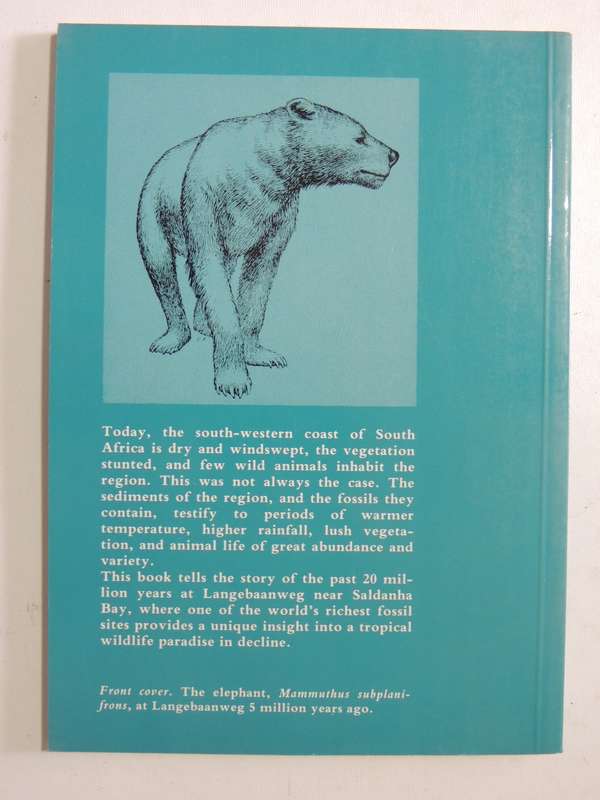 Today, the south-western coast of South
Africa is dry and windswept, the vegetation
stunted, and few wild animals inhabit the
region. This was not always the case. The
sediments of the region, and the fossils they
contain, testify to periods of warmer
temperature, higher rainfall, lush vegeta-
tion, and animal life of great abundance and
variety.
This book tells the story of the past 20 mil-
lion years at Langebaanweg near Saldanha
Bay, where one of the world's richest fossil
sites provides a unique insight into a tropical
wildlife paradise in decline.
Front cover. The elephant, Mammuthus subplani-
frons, at Langebaanweg 5 million years ago.